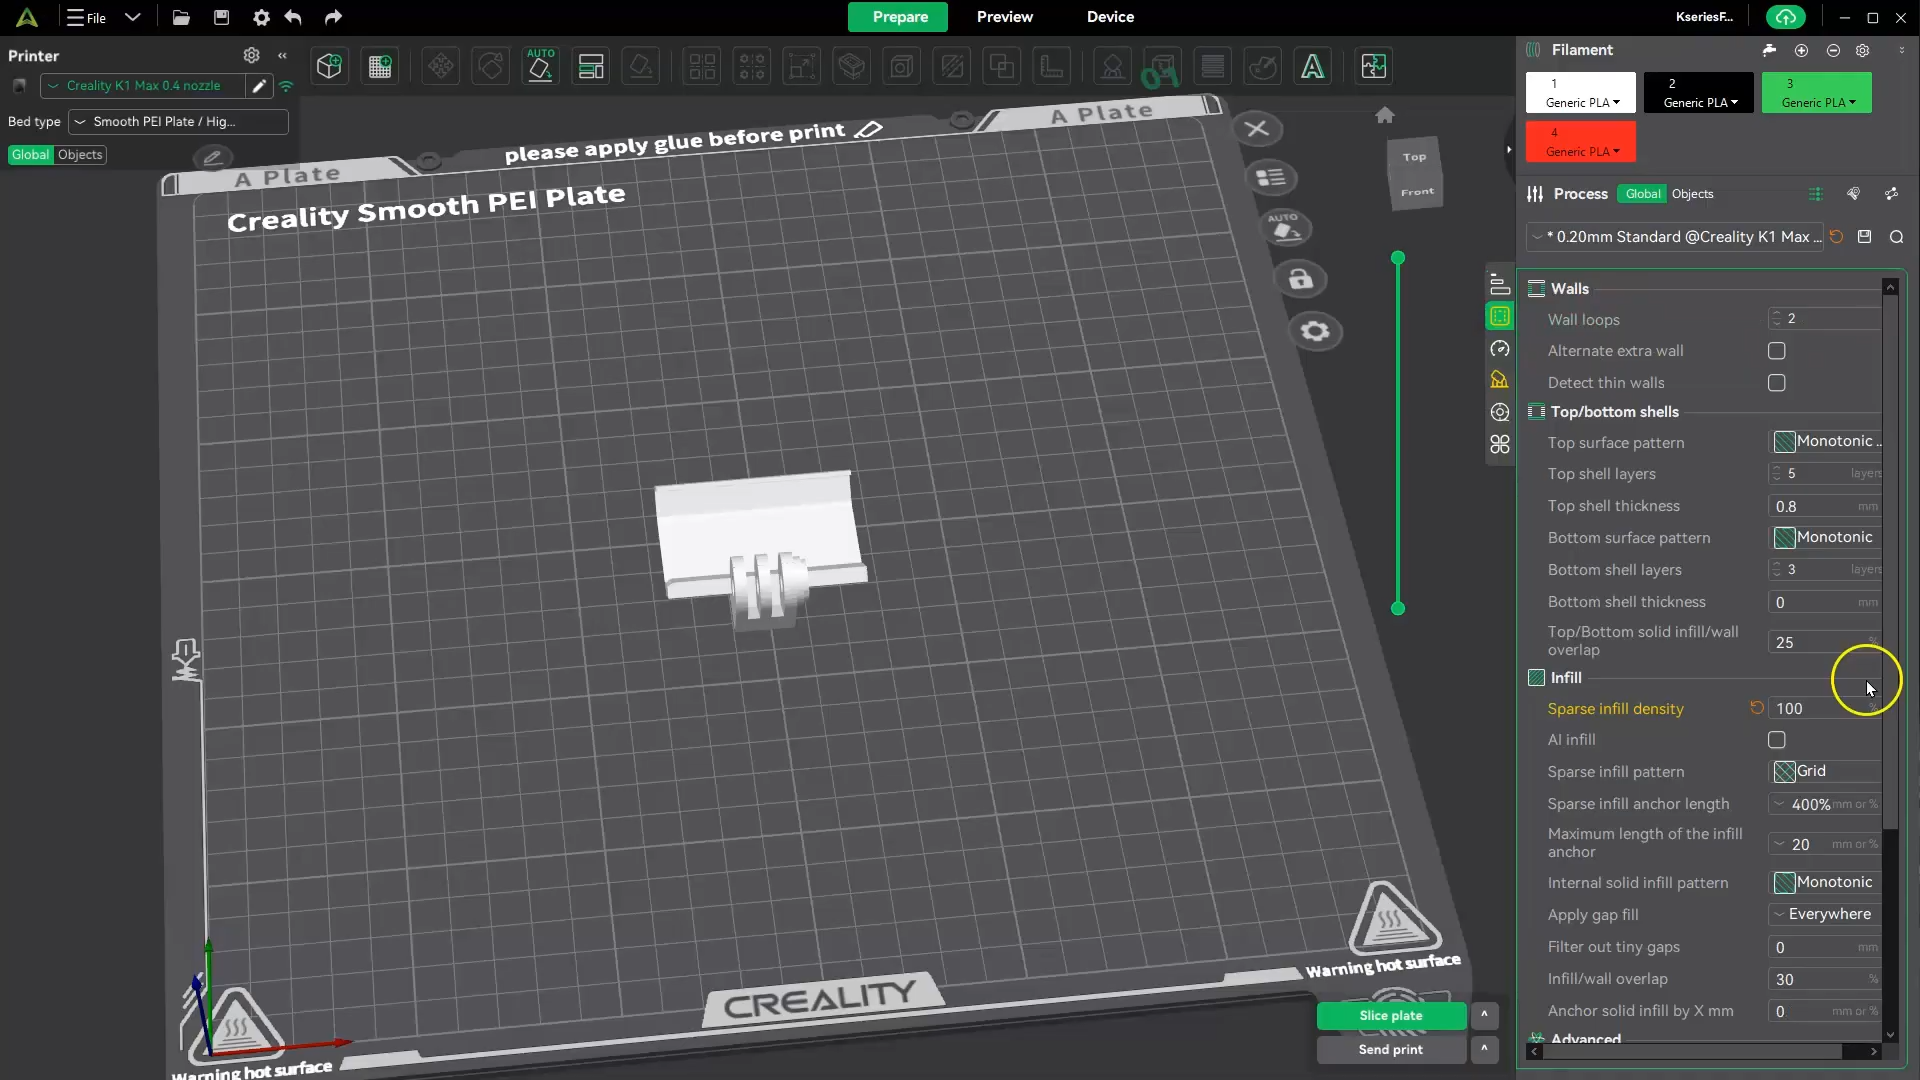 File
Prepare
Preview
Device
KseriesF...
Printer
Creality K1 Max 0.4 nozzle
Bed type
Smooth PEI Plate / Hig...
Global
Objects
AUTO
01
A Plate
please apply glue before print
A Plate
Creality Smooth PEI Plate
AUTO
Top
Front
CREALITY
Warning hot surface
Warning hot surface
Slice plate
Send print
Filament
1
Generic PLA
2
Generic PLA
3
Generic PLA
4
Generic PLA
Process
Global
Objects
* 0.20mm Standard @Creality K1 Max ...
Walls
Wall loops 2
Alternate extra wall
Detect thin walls
Top/bottom shells
Top surface pattern Monotonic ..
Top shell layers 5 layers
Top shell thickness 0.8 mm
Bottom surface pattern Monotonic
Bottom shell layers 3 layers
Bottom shell thickness 0 mm
Top/Bottom solid infill/wall
overlap 25 %
Infill
Sparse infill density 100 %
AI infill
Sparse infill pattern Grid
Sparse infill anchor length 400% mm or %
Maximum length of the infill
anchor 20 mm or %
Internal solid infill pattern Monotonic
Apply gap fill Everywhere
Filter out tiny gaps 0 mm
Infill/wall overlap 30 %
Anchor solid infill by X mm 0 mm or %
Advanced